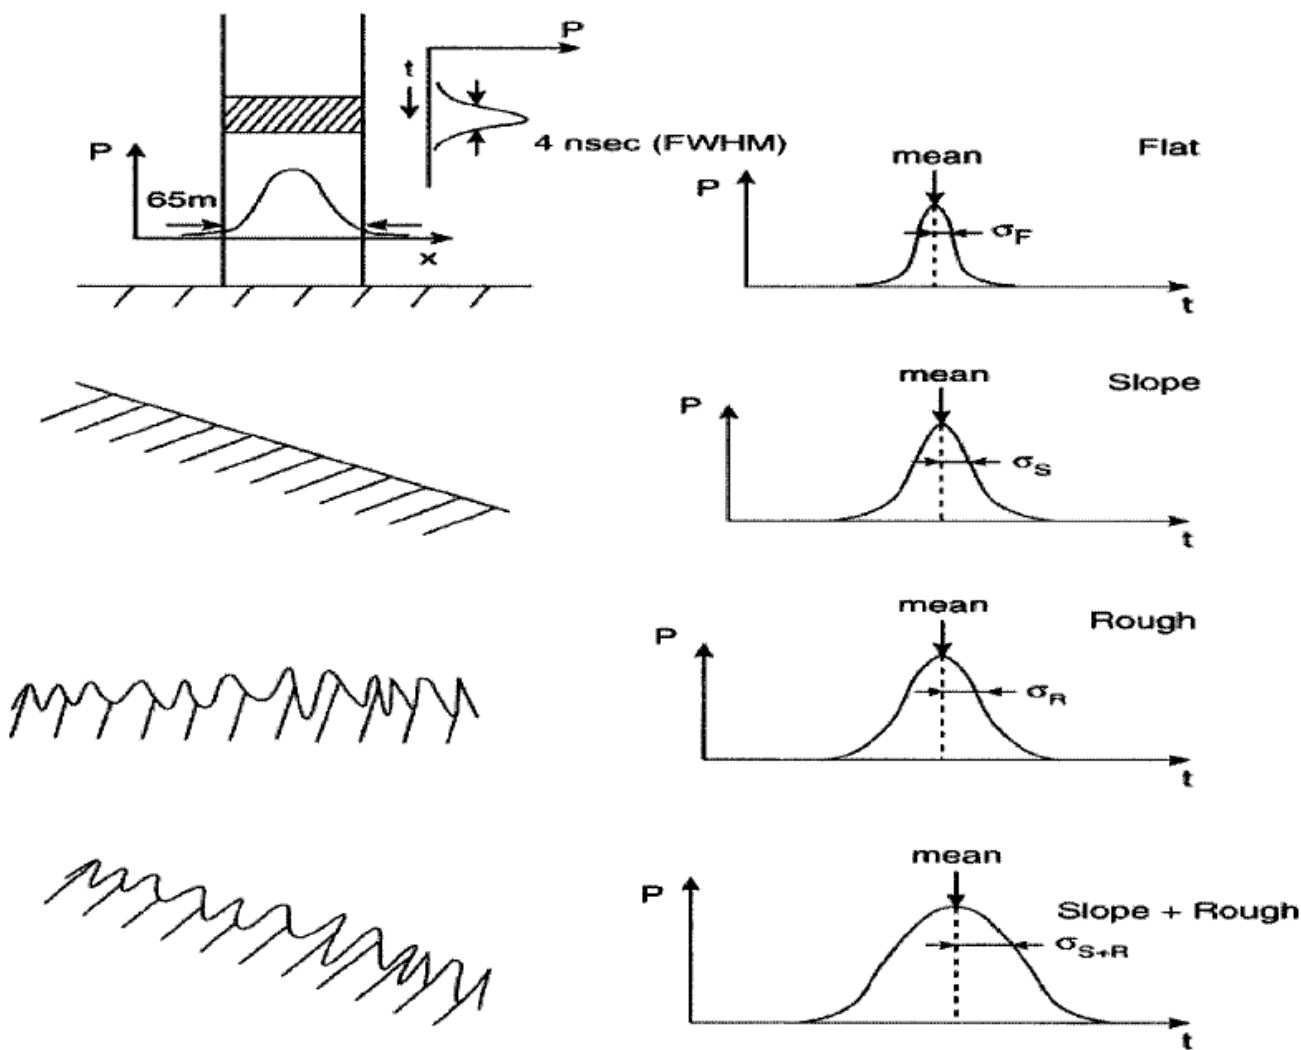 P
t
4 nsec (FWHM)
P
65m
x
mean
Flat
P
σF
t
mean
Slope
P
σS
t
mean
Rough
P
σR
t
mean
P
Slope + Rough
σS+R
t